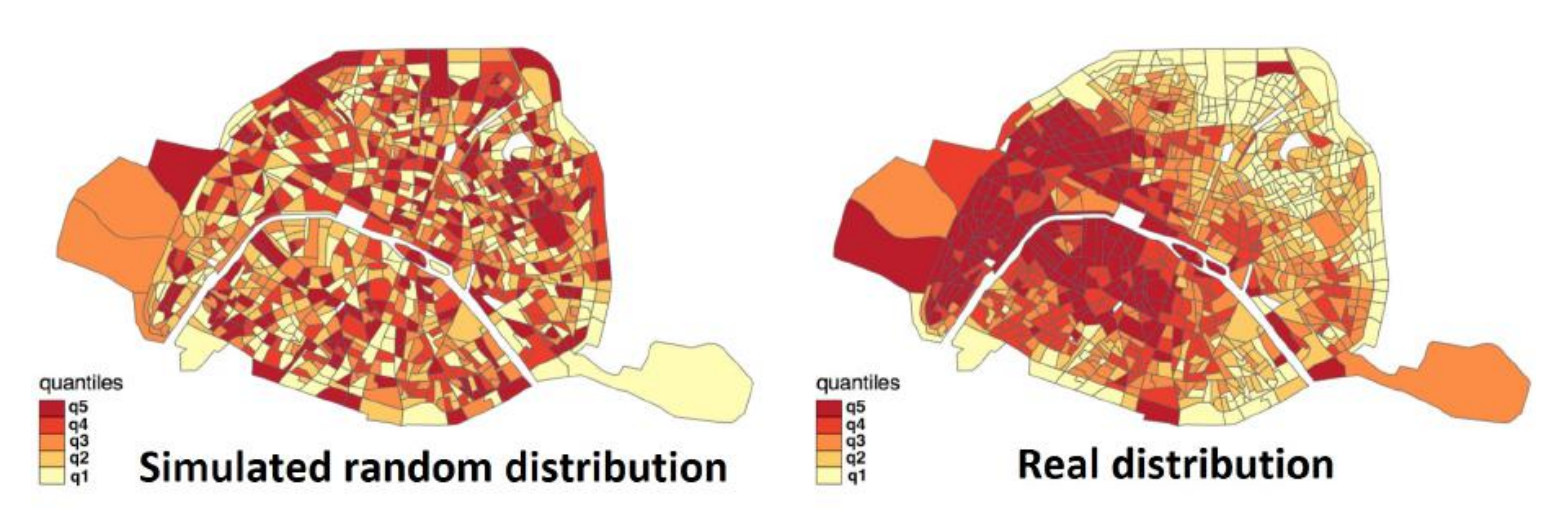 quantiles
q5
q4
q3
q2
q1
Simulated random distribution
quantiles
q5
q4
q3
q2
q1
Real distribution